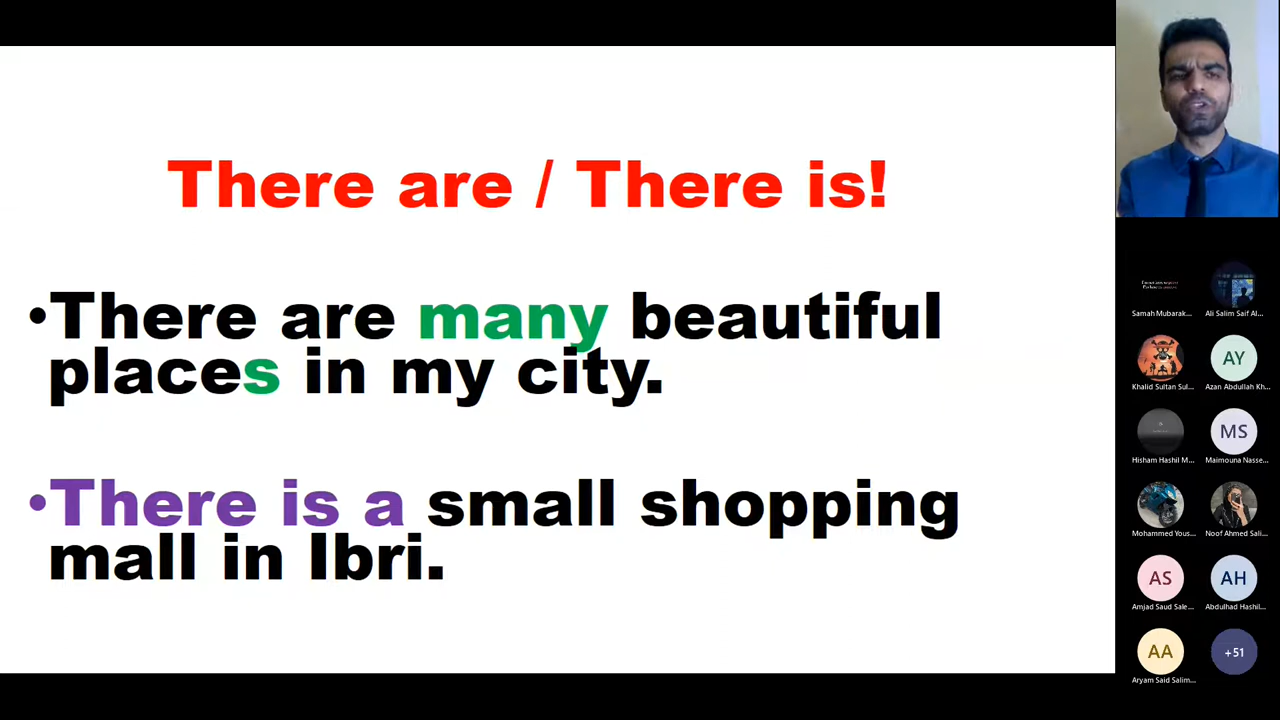 There are / There is!
•There are many beautiful
places in my city.
•There is a small shopping
mall in Ibri.
Samah Mubarak...
Ali Salim Saif Al...
Khalid Sultan Sul...
AY
Azan Abdullah Kh...
Hisham Hashil M...
MS
Maimouna Nasse...
Mohammed Yous...
Noof Ahmed Sali...
AS
Amjad Saud Sale...
AH
Abdulhad Hashil...
AA
Aryam Said Salim...
+51